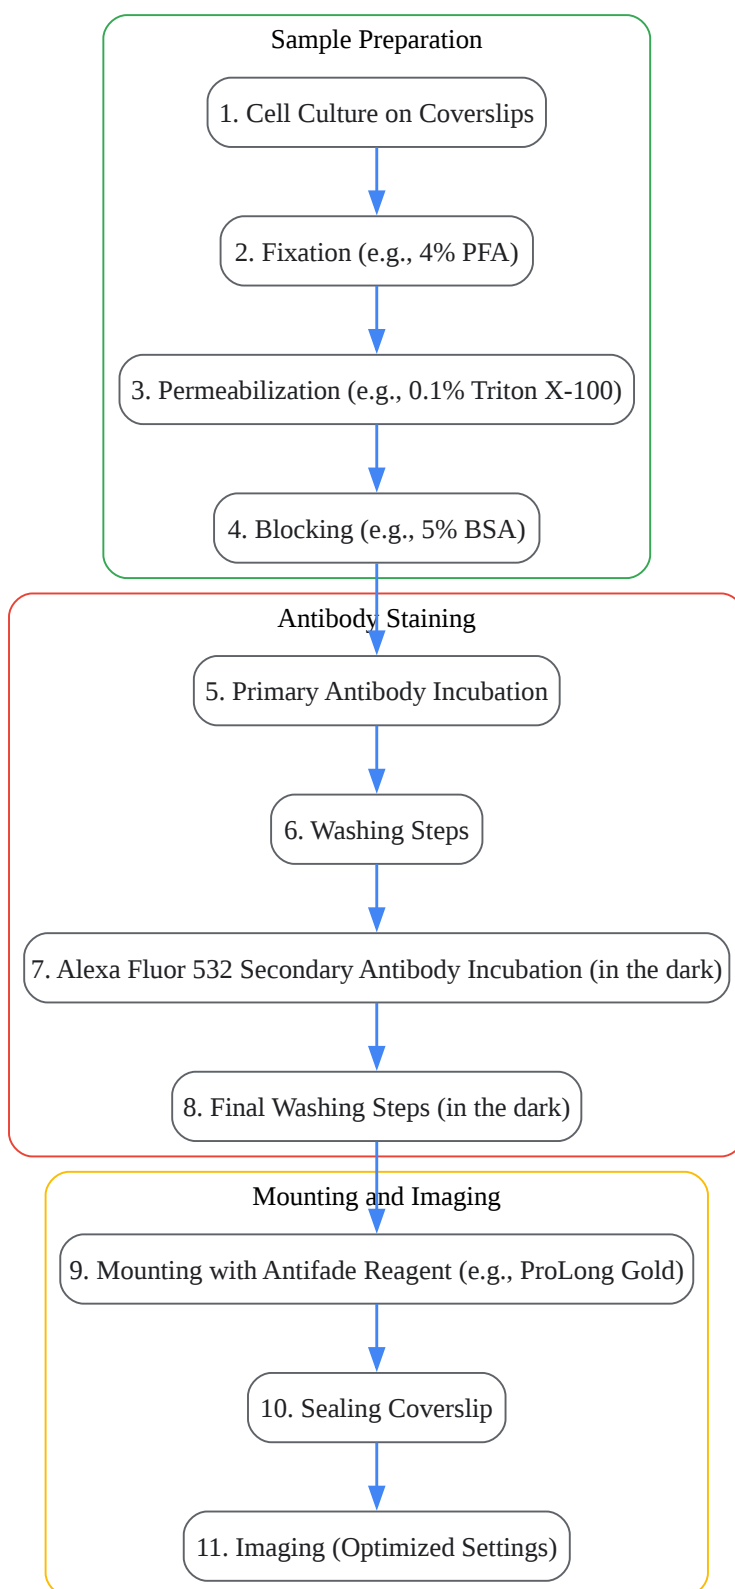 Sample Preparation
1. Cell Culture on Coverslips
2. Fixation (e.g., 4% PFA)
3. Permeabilization (e.g., 0.1% Triton X-100)
4. Blocking (e.g., 5% BSA)
Antibody Staining
5. Primary Antibody Incubation
6. Washing Steps
7. Alexa Fluor 532 Secondary Antibody Incubation (in the dark)
8. Final Washing Steps (in the dark)
Mounting and Imaging
9. Mounting with Antifade Reagent (e.g., ProLong Gold)
10. Sealing Coverslip
11. Imaging (Optimized Settings)